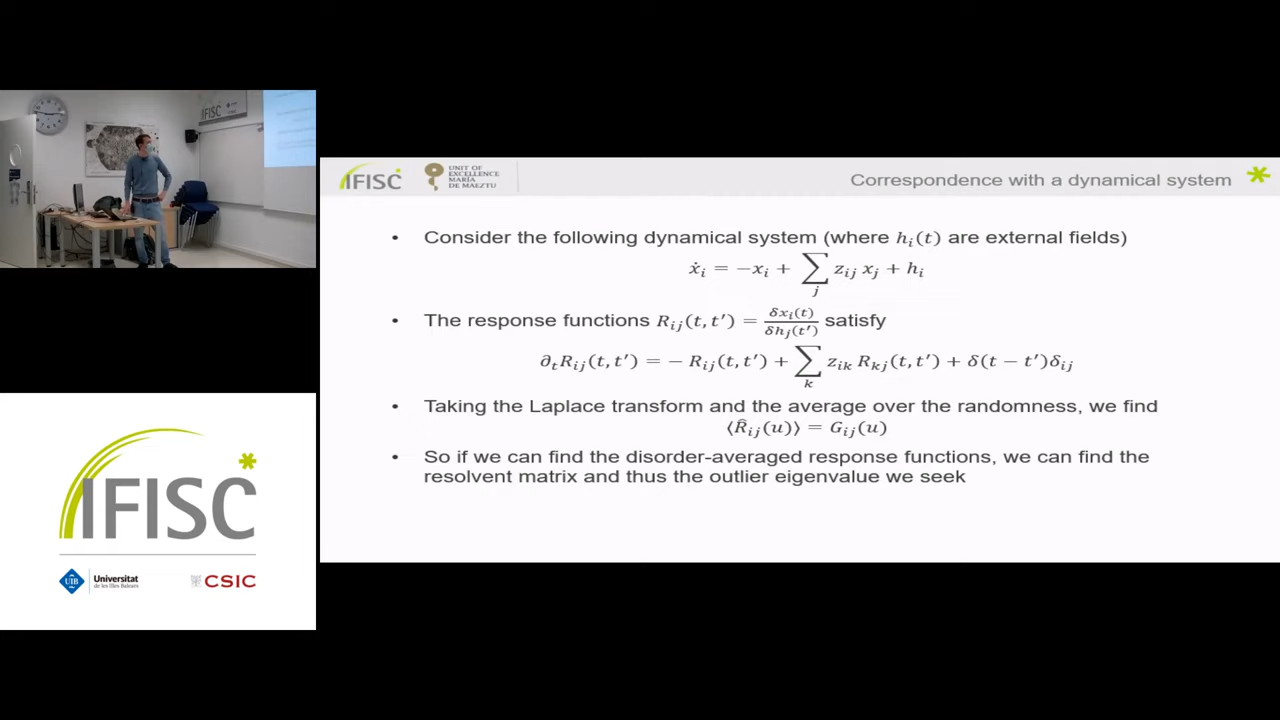 IFISC
IFISC
UNIT OF
EXCELLENCE
MARÍA
DE MAEZTU
Correspondence with a dynamical system
• Consider the following dynamical system (where hᵢ(t) are external fields)
ẋᵢ = −xᵢ + ∑ⱼ zᵢⱼ xⱼ + hᵢ
• The response functions Rᵢⱼ(t, t′) = δxᵢ(t)/δhⱼ(t′) satisfy
∂ₜRᵢⱼ(t, t′) = − Rᵢⱼ(t, t′) + ∑ₖ zᵢₖ Rₖⱼ(t, t′) + δ(t − t′)δᵢⱼ
• Taking the Laplace transform and the average over the randomness, we find
⟨R̂ᵢⱼ(u)⟩ = Gᵢⱼ(u)
• So if we can find the disorder-averaged response functions, we can find the
resolvent matrix and thus the outlier eigenvalue we seek
IFISC
UIB
Universitat
de les Illes Balears
CSIC